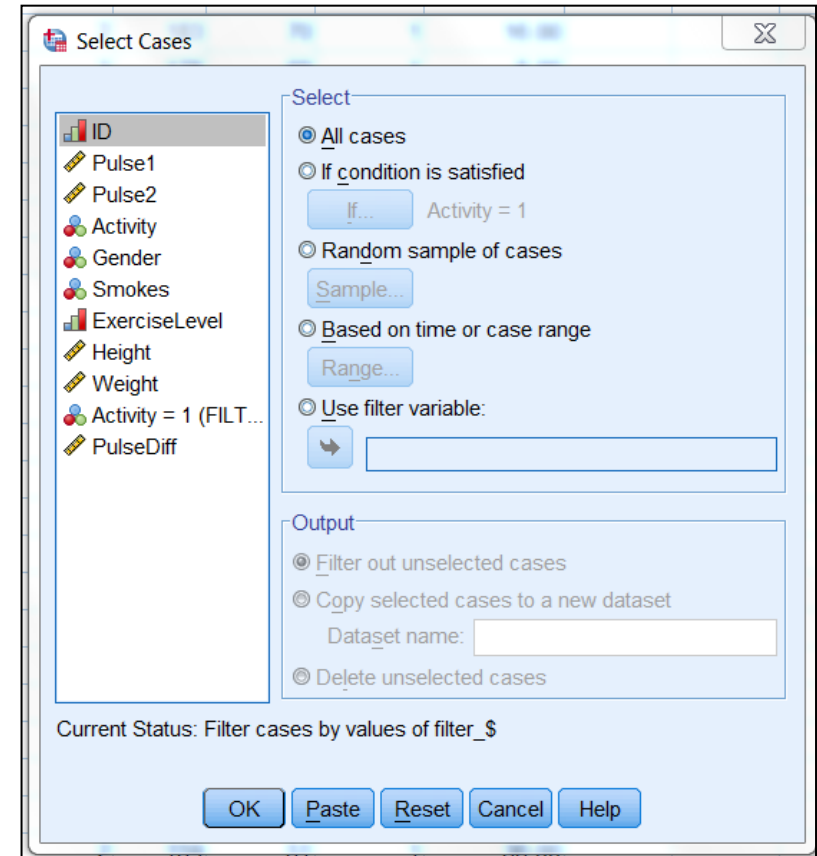 Select Cases
ID
Pulse1
Pulse2
Activity
Gender
Smokes
ExerciseLevel
Height
Weight
Activity = 1 (FILT...
PulseDiff
Select
All cases
If condition is satisfied
If... Activity = 1
Random sample of cases
Sample...
Based on time or case range
Range...
Use filter variable:
Output
Filter out unselected cases
Copy selected cases to a new dataset
Dataset name:
Delete unselected cases
Current Status: Filter cases by values of filter_$
OK Paste Reset Cancel Help